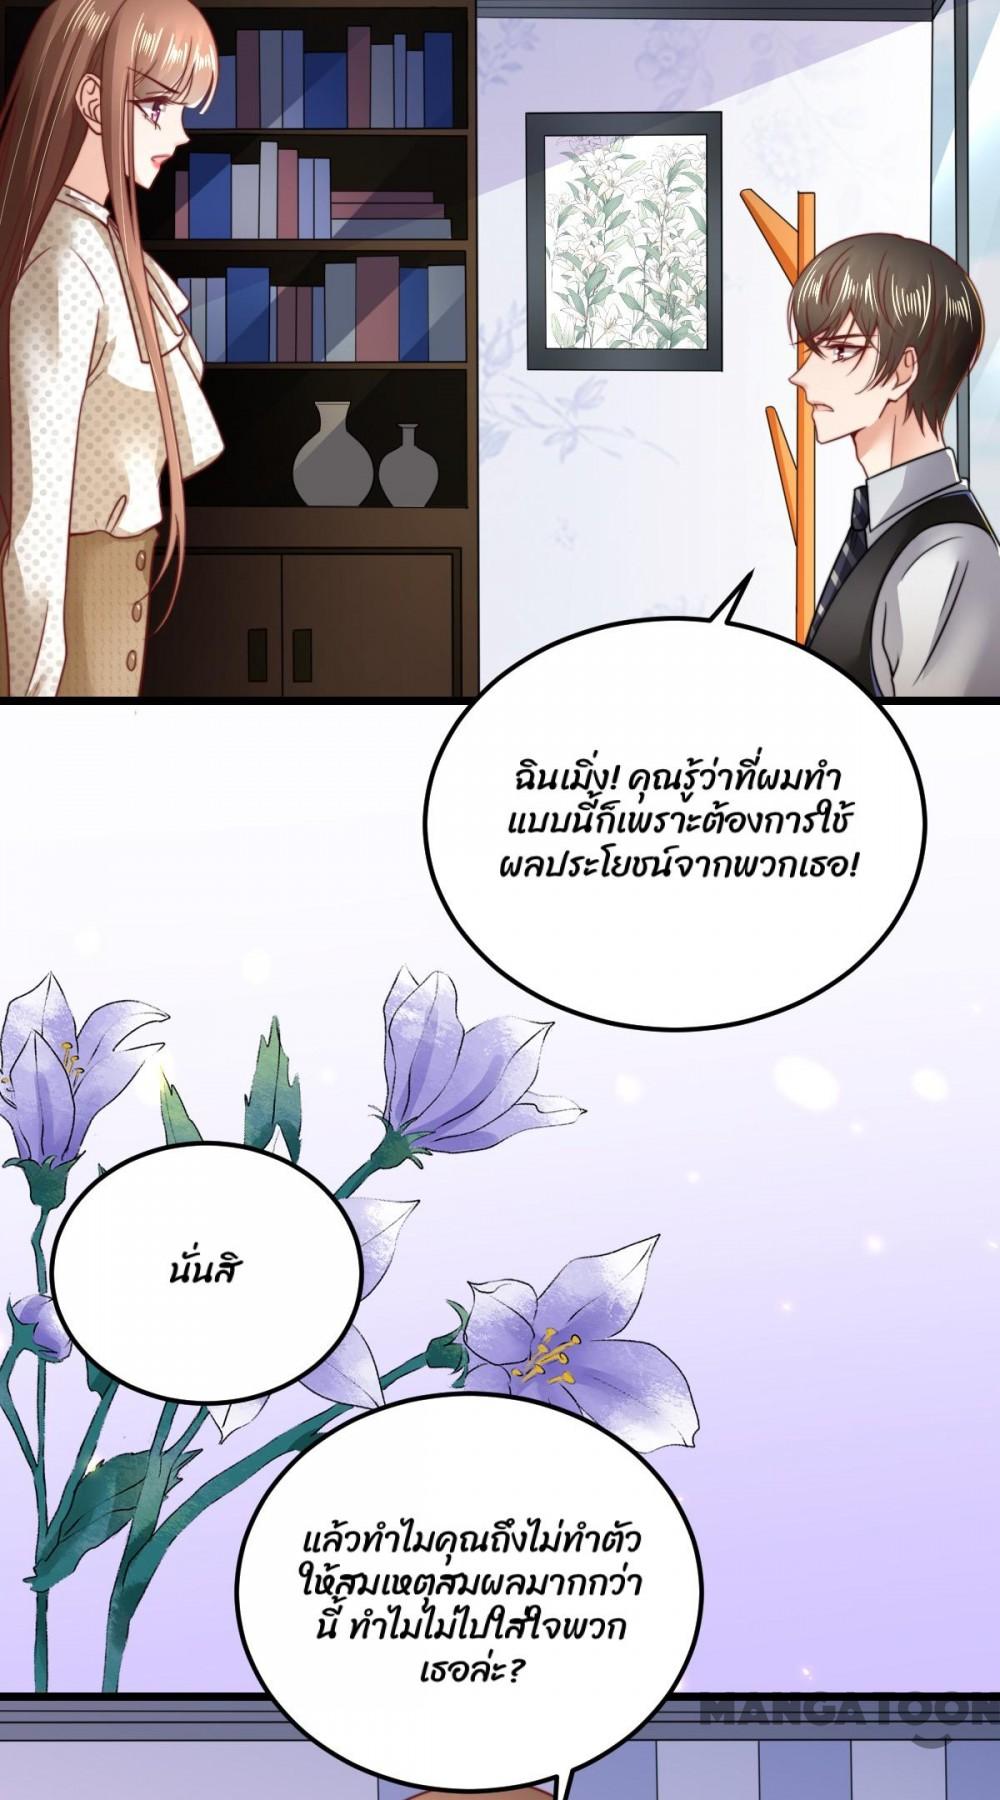 ฉินเมิ่ง! คุณรู้ว่าที่ผมทำ
แบบนี้ก็เพราะต้องการใช้
ผลประโยชน์จากพวกเธอ!
นั่นสิ
แล้วทำไมคุณถึงไม่ทำตัว
ให้สมเหตุสมผลมากกว่า
นี้ ทำไมไม่ไปใส่ใจพวก
เธอล่ะ?
MANGATOON